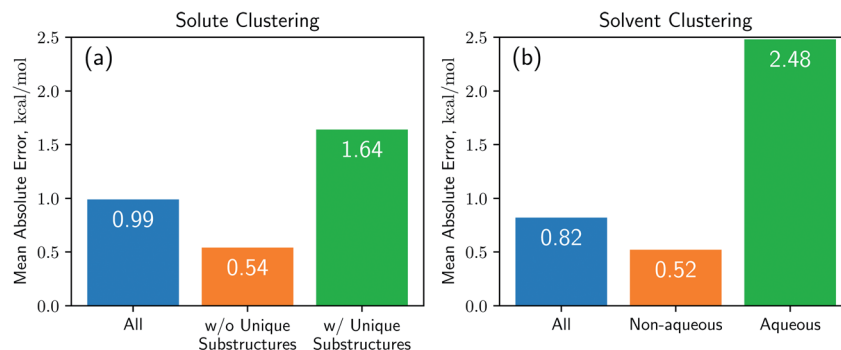 Solute Clustering
(a)
Mean Absolute Error, kcal/mol
2.5
2.0
1.5
1.0
0.5
0.0
0.99
0.54
1.64
All
w/o Unique
Substructures
w/ Unique
Substructures
Solvent Clustering
(b)
Mean Absolute Error, kcal/mol
2.5
2.0
1.5
1.0
0.5
0.0
0.82
0.52
2.48
All
Non-aqueous
Aqueous